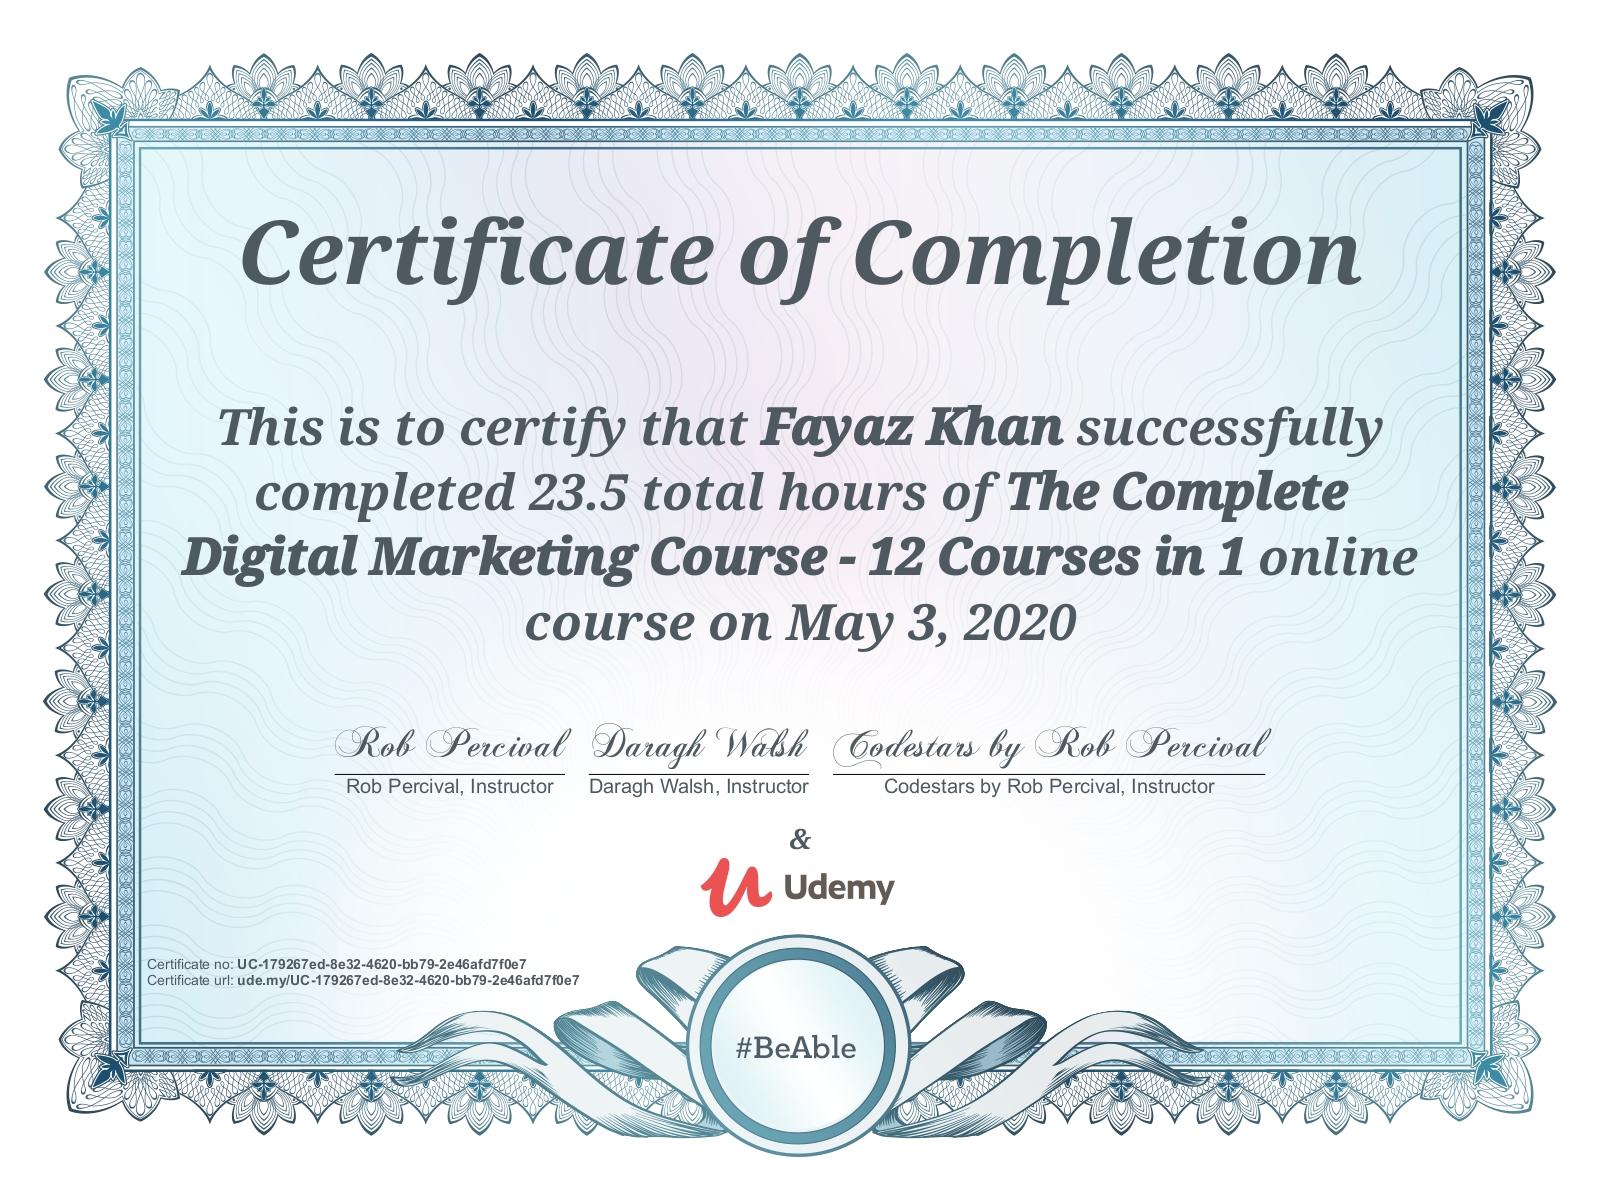 Certificate of Completion
This is to certify that Fayaz Khan successfully
completed 23.5 total hours of The Complete
Digital Marketing Course - 12 Courses in 1 online
course on May 3, 2020
Rob Percival Daragh Walsh Codestars by Rob Percival
Rob Percival, Instructor Daragh Walsh, Instructor Codestars by Rob Percival, Instructor
&
Udemy
Certificate no: UC-179267ed-8e32-4620-bb79-2e46afd7f0e7
Certificate url: ude.my/UC-179267ed-8e32-4620-bb79-2e46afd7f0e7
#BeAble